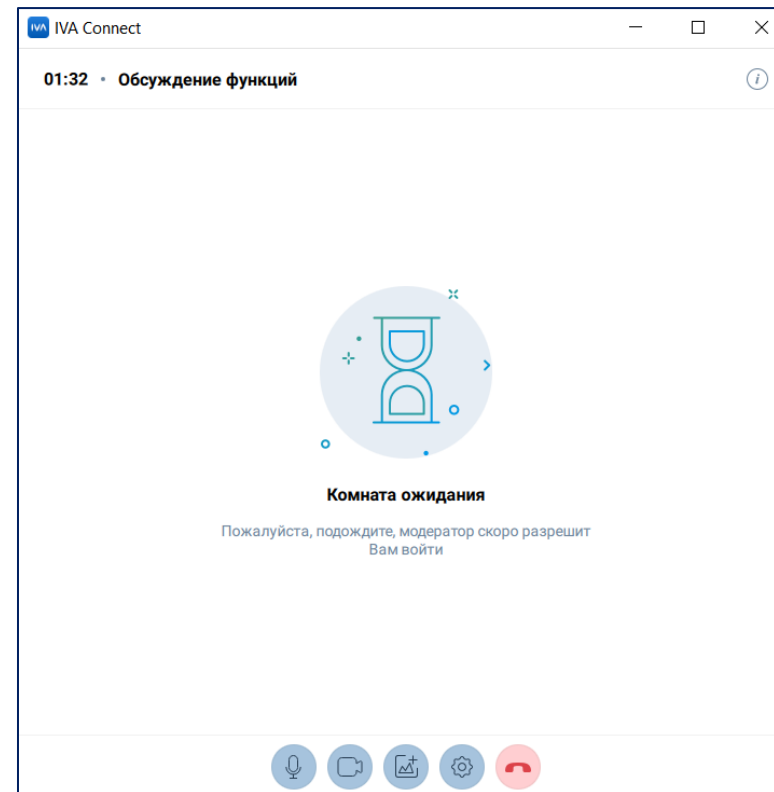 IVA IVA Connect
01:32 • Обсуждение функций
i
Комната ожидания
Пожалуйста, подождите, модератор скоро разрешит
Вам войти